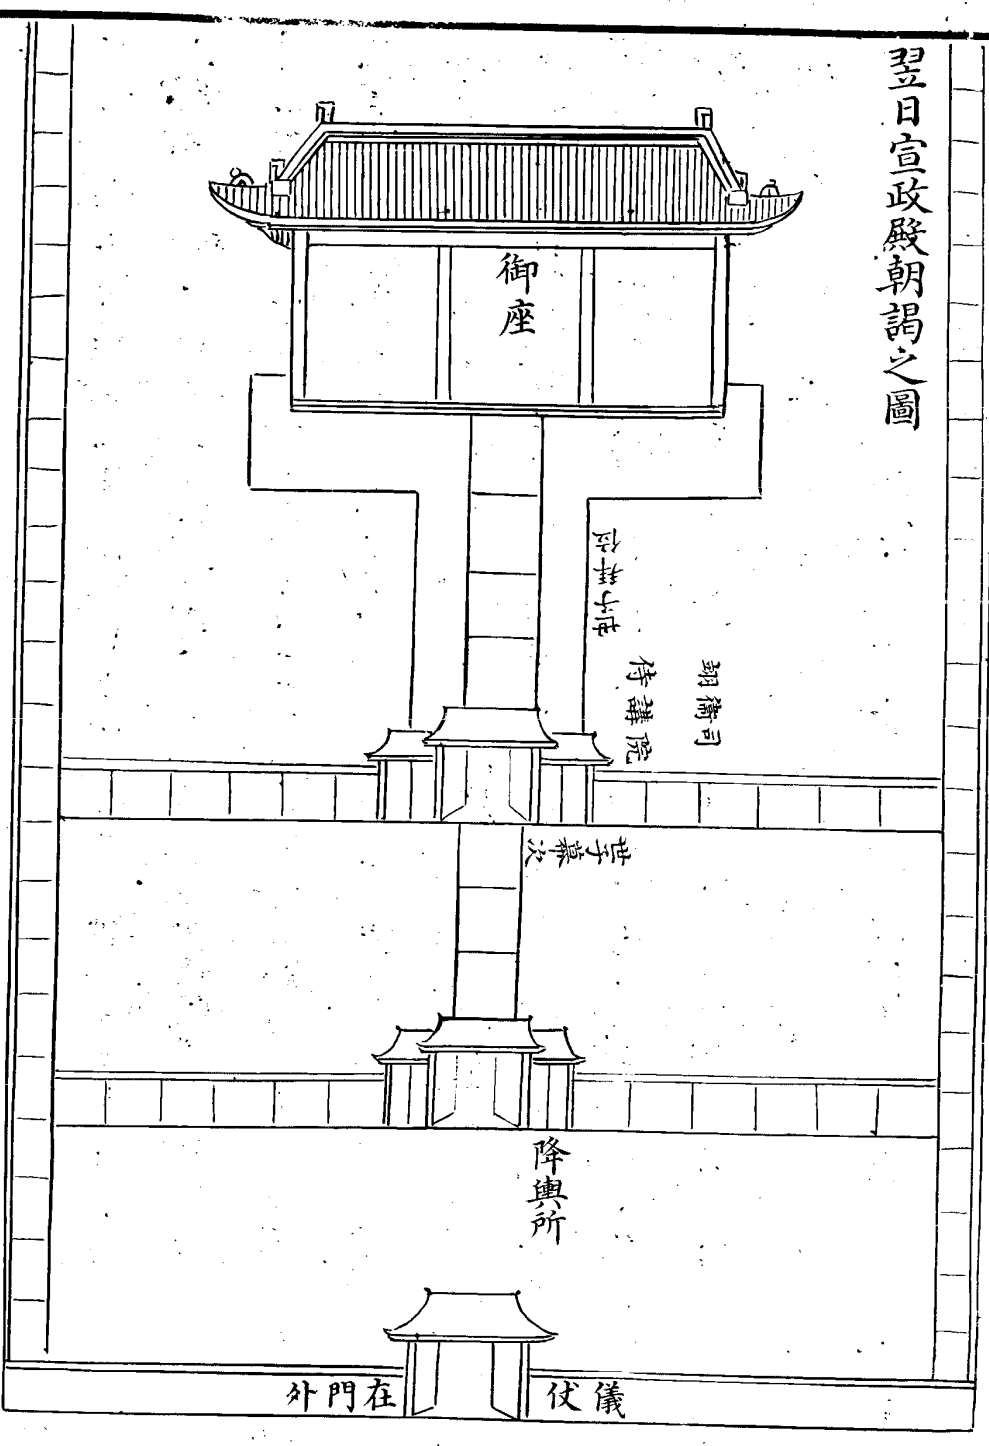 翌日宣政殿朝謁之圖
御座
世子拜位
翊衛司
侍講院
世子幕次
降輿所
儀仗在門外